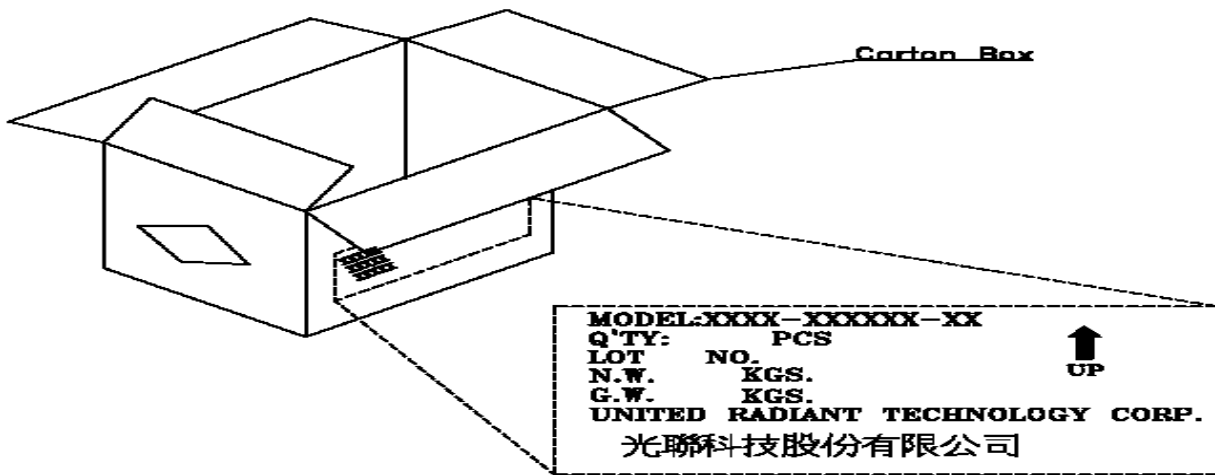 Carton Box
MODEL:XXXX-XXXXXX-XX
Q'TY: PCS
LOT NO.
N.W. KGS.
G.W. KGS.
UP
UNITED RADIANT TECHNOLOGY CORP.
光聯科技股份有限公司